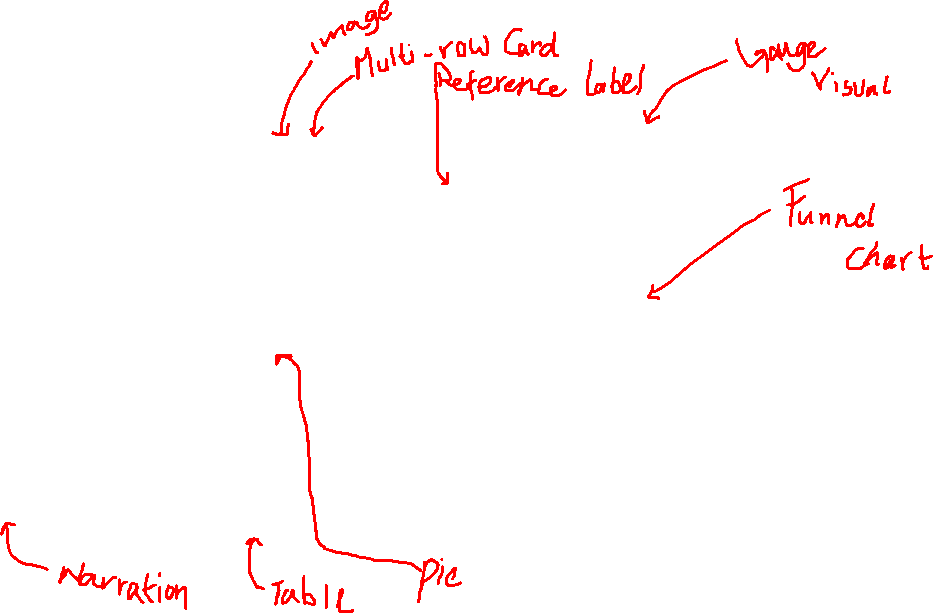 image
Multi-row Card
Reference Label
Gauge
Visual
Funnel
Chart
Narration
Table
Pie